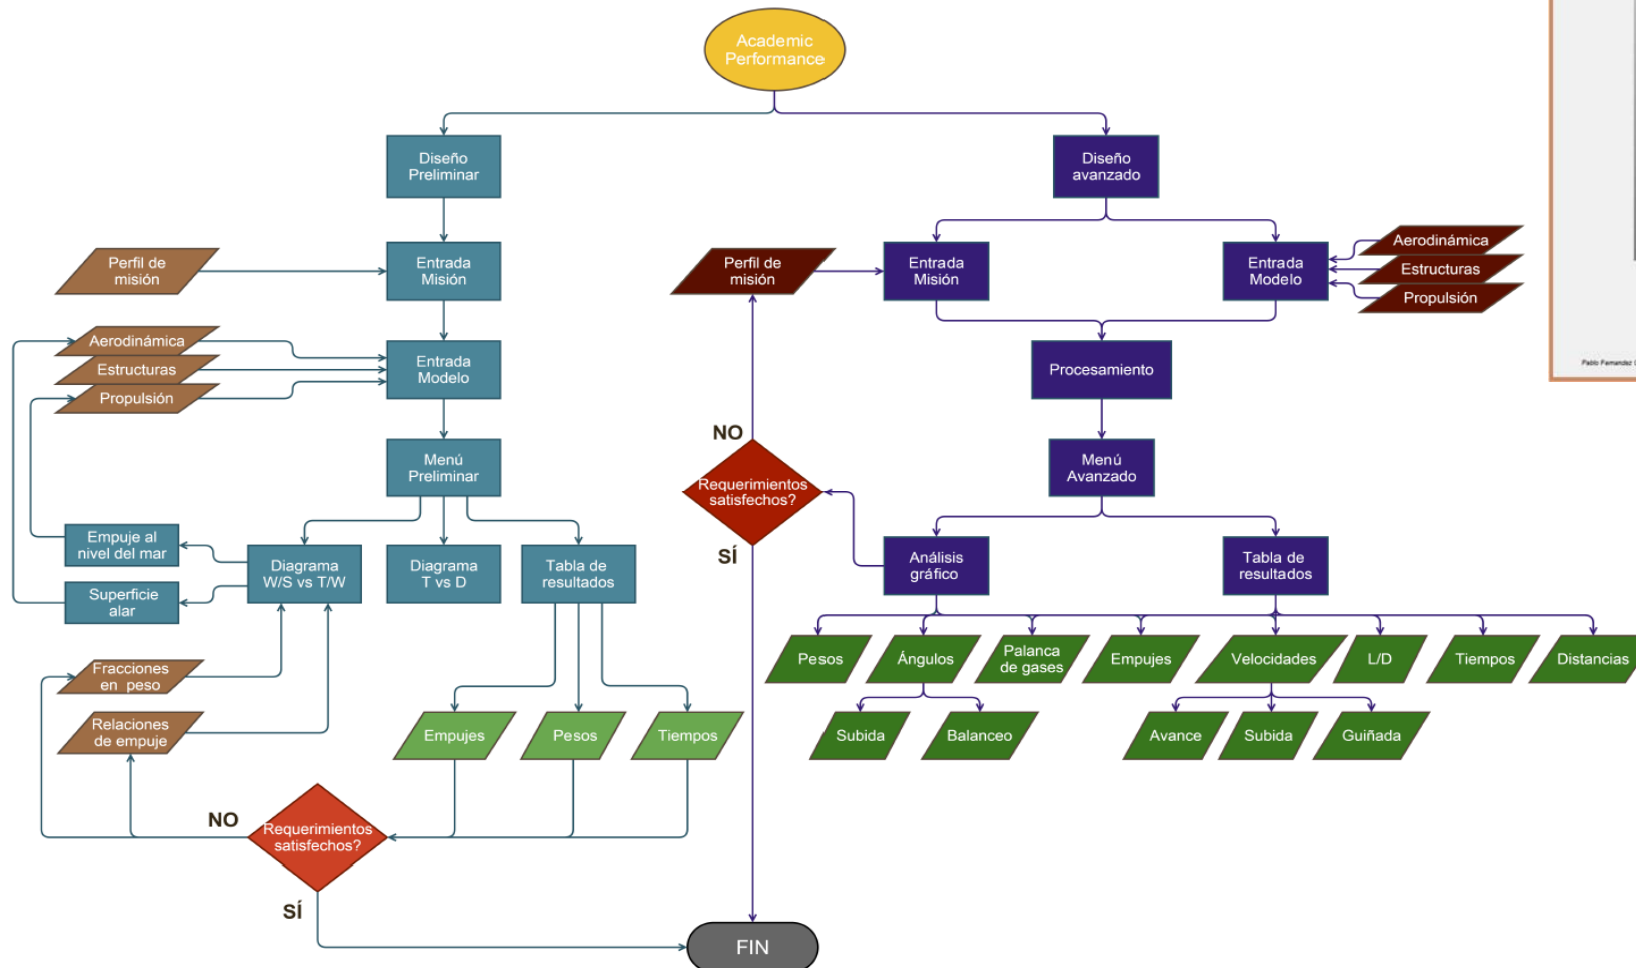 Academic
Performance
Diseño
Preliminar
Diseño
avanzado
Perfil de
misión
Entrada
Misión
Perfil de
misión
Entrada
Misión
Entrada
Modelo
Aerodinámica
Estructuras
Propulsión
Aerodinámica
Estructuras
Propulsión
Entrada
Modelo
Procesamiento
Menú
Preliminar
NO
Requerimientos
satisfechos?
SÍ
Menú
Avanzado
Empuje al
nivel del mar
Superficie
alar
Diagrama
W/S vs T/W
Diagrama
T vs D
Tabla de
resultados
Análisis
gráfico
Tabla de
resultados
Fracciones
en peso
Relaciones
de empuje
Pesos
Ángulos
Palanca
de gases
Empujes
Velocidades
L/D
Tiempos
Distancias
Empujes
Pesos
Tiempos
Subida
Balanceo
Avance
Subida
Guiñada
NO
Requerimientos
satisfechos?
SÍ
FIN
Pablo Fernandez